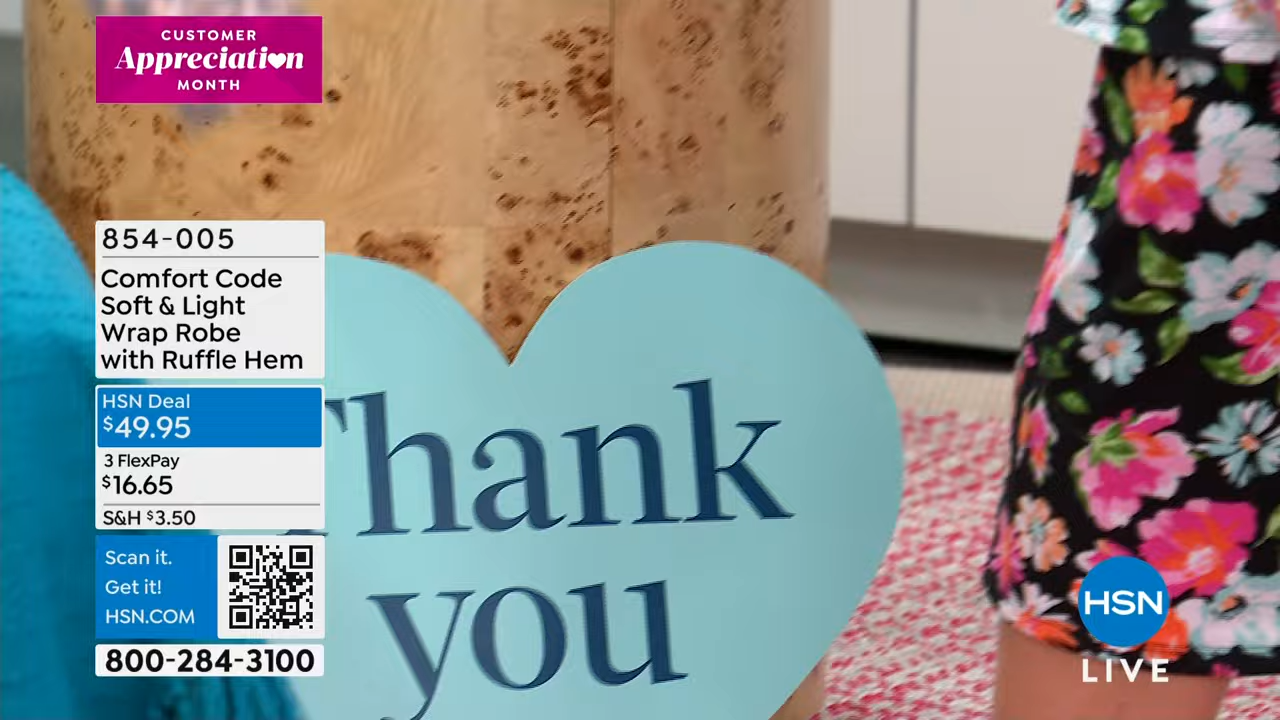 CUSTOMER
Appreciation
MONTH
854-005
Comfort Code
Soft & Light
Wrap Robe
with Ruffle Hem
HSN Deal
$49.95
3 FlexPay
$16.65
S&H $3.50
Scan it.
Get it!
HSN.COM
800-284-3100
Thank
you
HSN
LIVE